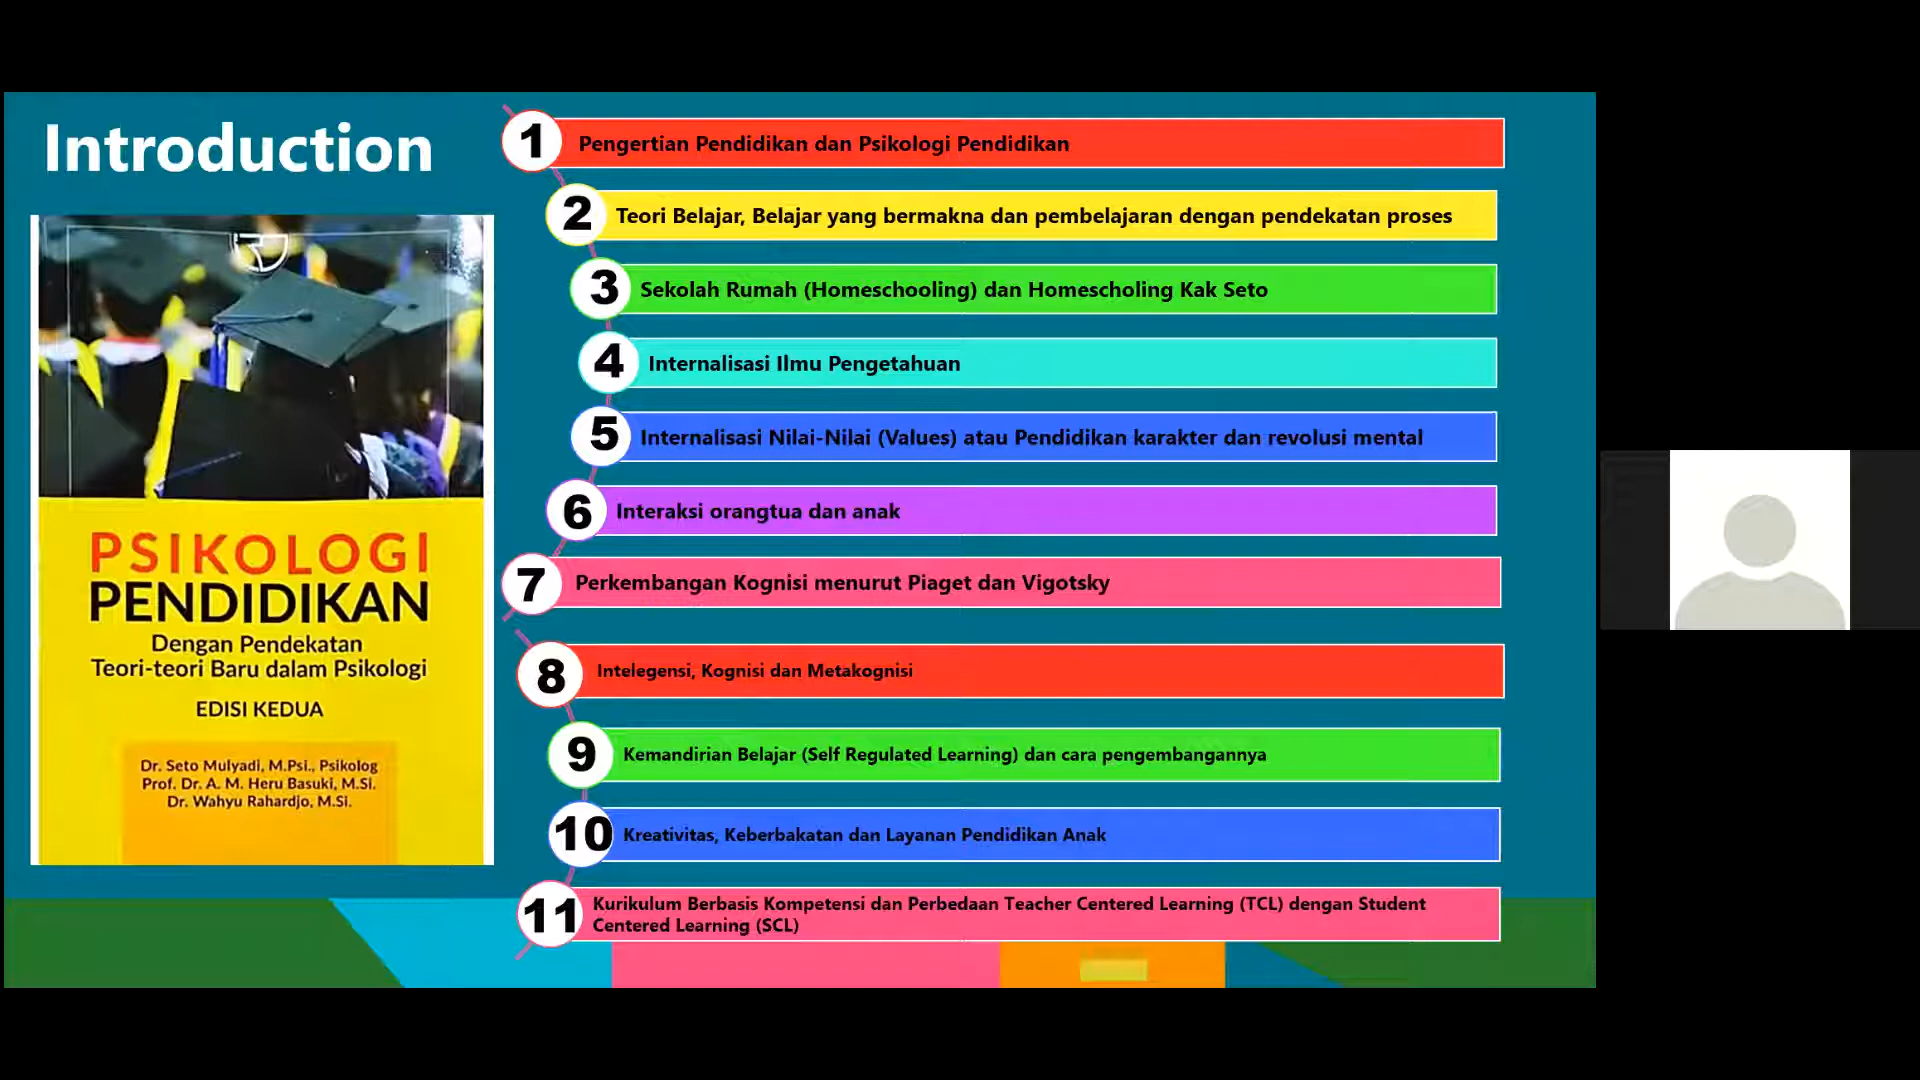 Introduction
PSIKOLOGI
PENDIDIKAN
Dengan Pendekatan
Teori-teori Baru dalam Psikologi
EDISI KEDUA
Dr. Seto Mulyadi, M.Psi., Psikolog
Prof. Dr. A. M. Heru Basuki, M.Si.
Dr. Wahyu Rahardjo, M.Si.
1 Pengertian Pendidikan dan Psikologi Pendidikan
2 Teori Belajar, Belajar yang bermakna dan pembelajaran dengan pendekatan proses
3 Sekolah Rumah (Homeschooling) dan Homescholing Kak Seto
4 Internalisasi Ilmu Pengetahuan
5 Internalisasi Nilai-Nilai (Values) atau Pendidikan karakter dan revolusi mental
6 Interaksi orangtua dan anak
7 Perkembangan Kognisi menurut Piaget dan Vigotsky
8 Intelegensi, Kognisi dan Metakognisi
9 Kemandirian Belajar (Self Regulated Learning) dan cara pengembangannya
10 Kreativitas, Keberbakatan dan Layanan Pendidikan Anak
11 Kurikulum Berbasis Kompetensi dan Perbedaan Teacher Centered Learning (TCL) dengan Student
Centered Learning (SCL)